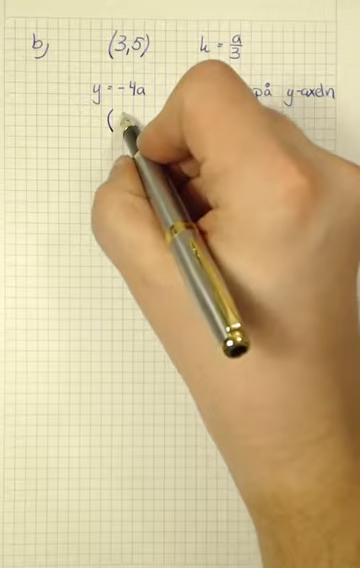 b) (3,5) k = a/3
y = -4a på y-axeln
(